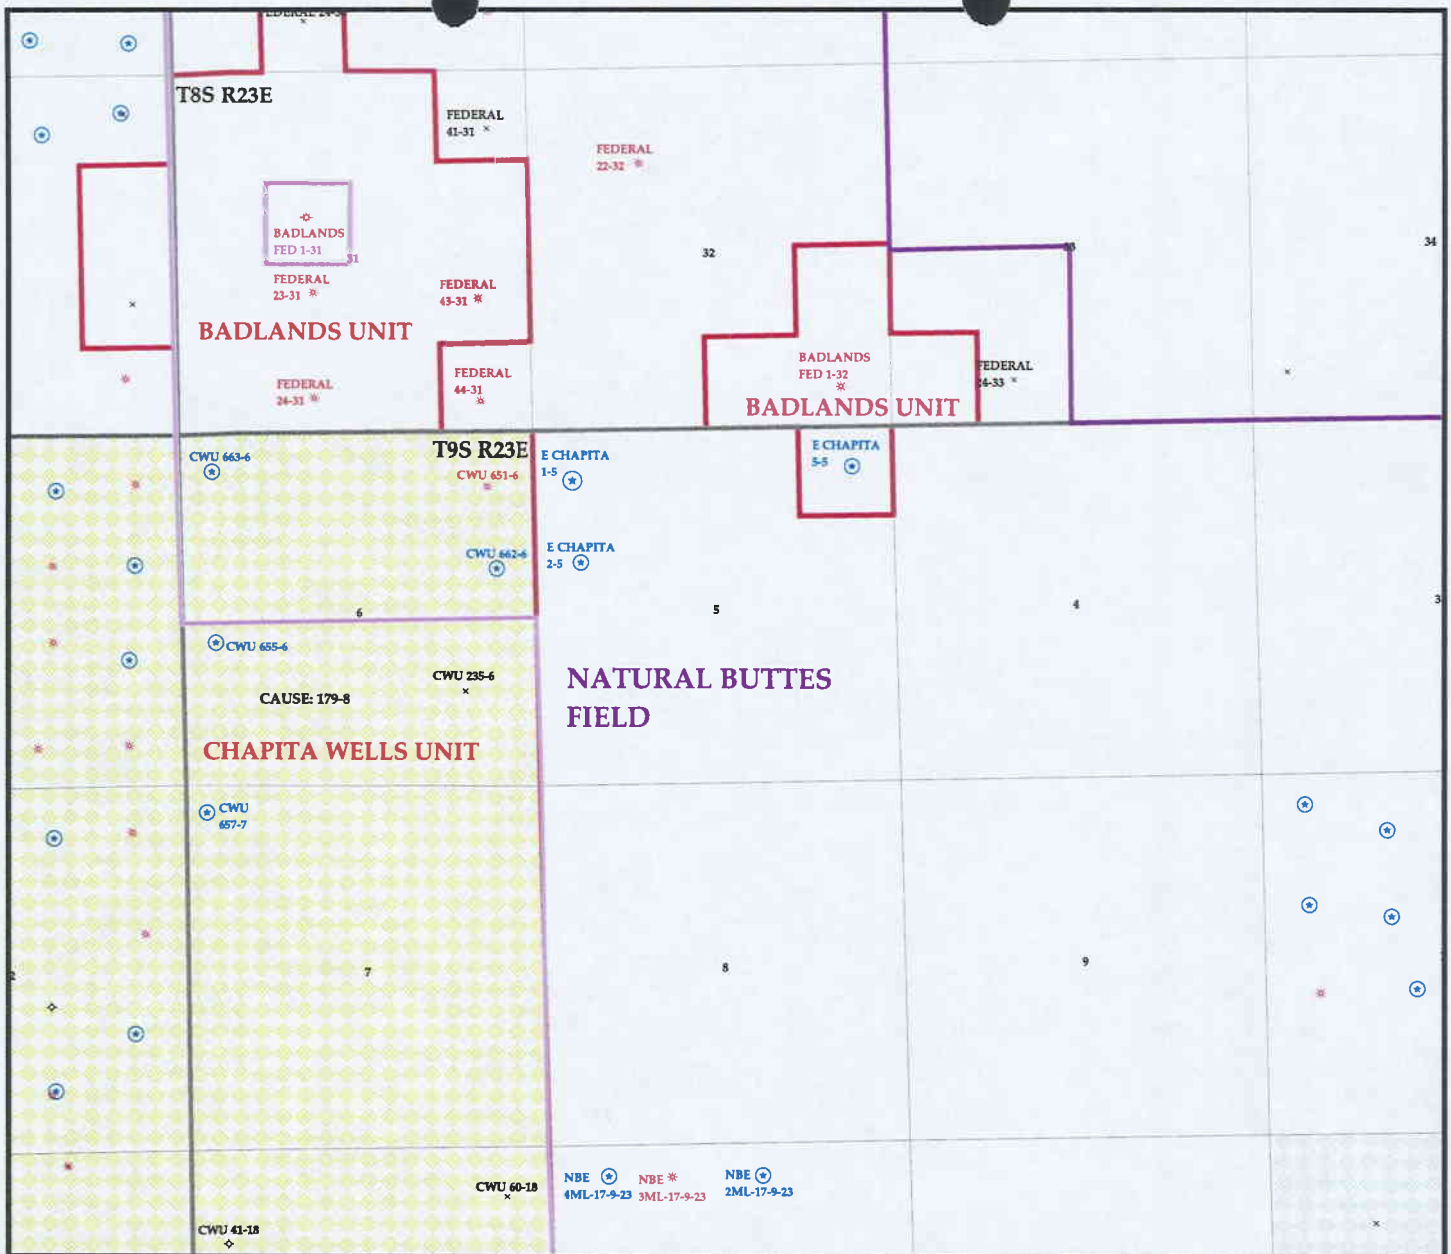 T8S R23E
FEDERAL
41-31
FEDERAL
22-32
BADLANDS
FED 1-31
31
32
34
FEDERAL
23-31
FEDERAL
43-31
BADLANDS UNIT
FEDERAL
24-31
FEDERAL
44-31
BADLANDS
FED 1-32
BADLANDS UNIT
FEDERAL
24-33
T9S R23E
CWU 663-6
CWU 651-6
E CHAPITA
1-5
E CHAPITA
5-5
CWU 662-6
E CHAPITA
2-5
6
5
4
3
CWU 655-6
CWU 235-6
CAUSE: 179-8
NATURAL BUTTES
FIELD
CHAPITA WELLS UNIT
CWU
657-7
7
8
9
CWU 60-18
NBE
4ML-17-9-23
NBE
3ML-17-9-23
NBE
2ML-17-9-23
CWU 41-18